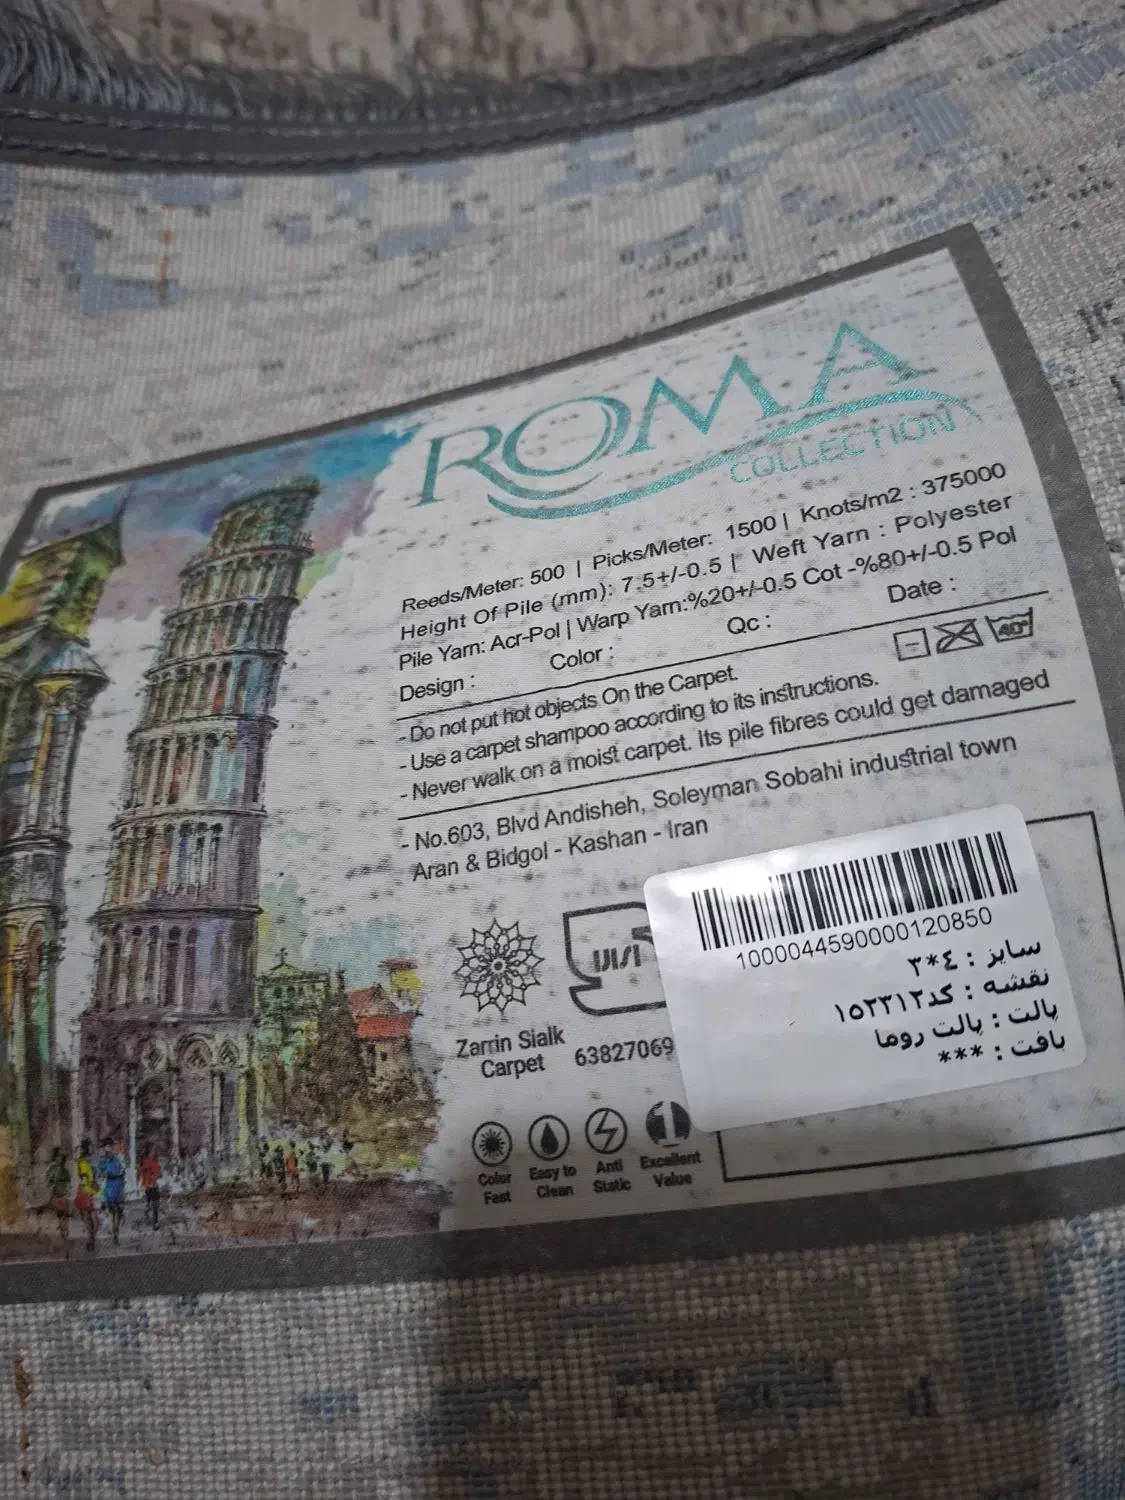 ROMA
COLLECTION
Reeds/Meter: 500 | Picks/Meter: 1500 | Knots/m2 : 375000
Height Of Pile (mm): 7.5+/-0.5 | Weft Yarn : Polyester
Pile Yarn: Acr-Pol | Warp Yarn:%20+/-0.5 Cot -%80+/-0.5 Pol
Design : Color : Qc : Date :
40°
- Do not put hot objects On the Carpet.
- Use a carpet shampoo according to its instructions.
- Never walk on a moist carpet. Its pile fibres could get damaged
- No.603, Blvd Andisheh, Soleyman Sobahi industrial town
Aran & Bidgol - Kashan - Iran
Zarrin Sialk
Carpet
63827069
Color
Fast
Easy to
Clean
Anti
Static
1
Excellent
Value
1000044590000120850
سایز : ٤*٣
نقشه : کد١٥٢٣١٢
پالت : پالت روما
بافت : ***